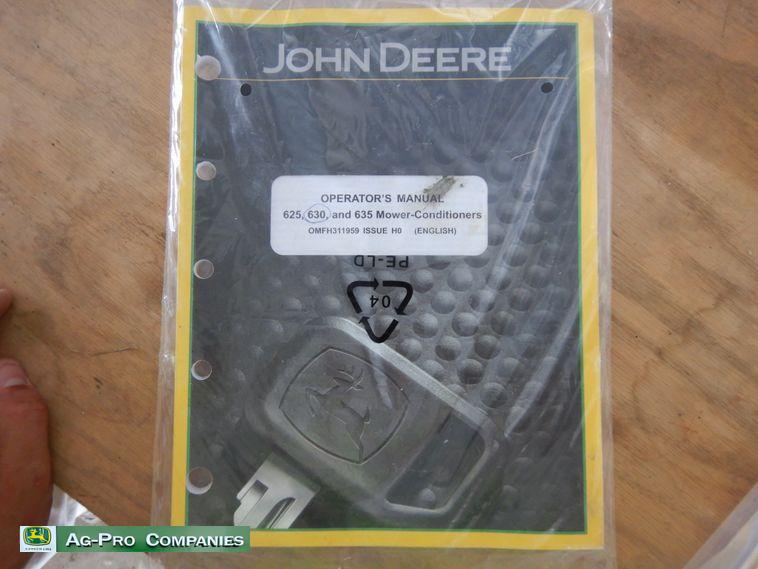 JOHN DEERE
OPERATOR'S MANUAL
625, 630, and 635 Mower-Conditioners
OMFH311959 ISSUE H0 (ENGLISH)
PE-LD
04
AG-PRO COMPANIES